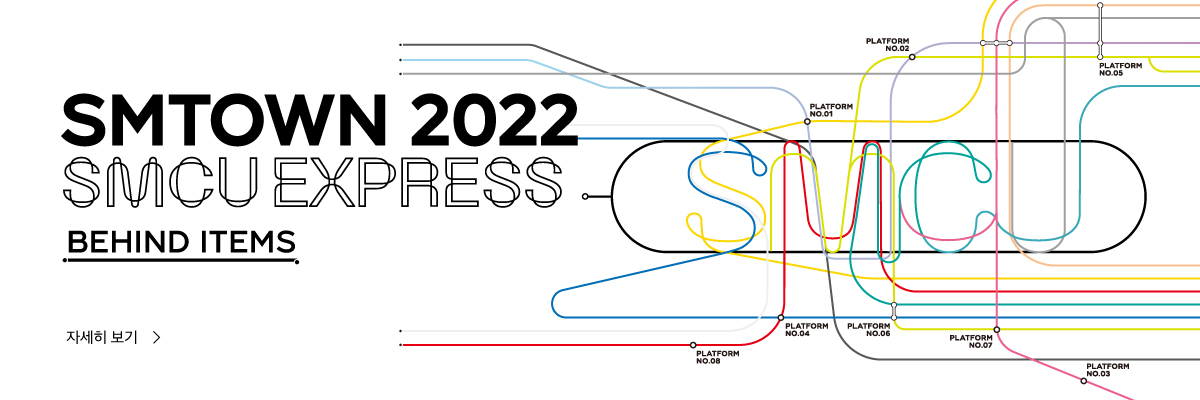 SMTOWN 2022
SMCU EXPRESS
BEHIND ITEMS
자세히 보기
PLATFORM
NO.02
PLATFORM
NO.05
PLATFORM
NO.01
SMCU
PLATFORM
NO.04
PLATFORM
NO.06
PLATFORM
NO.07
PLATFORM
NO.08
PLATFORM
NO.03